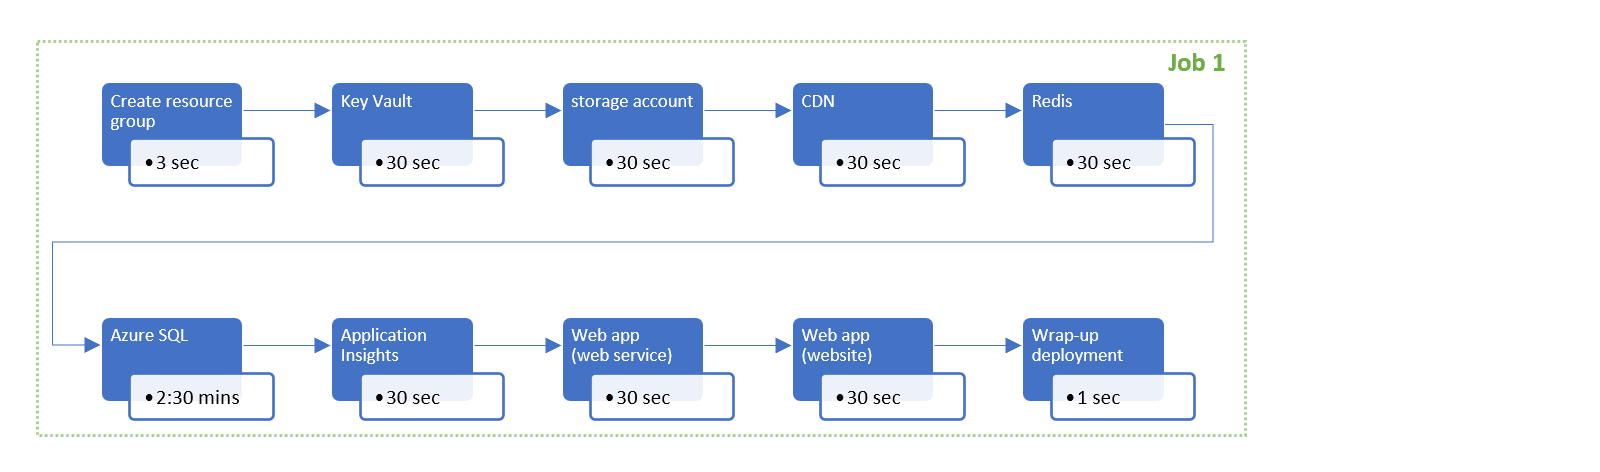 Job 1
Create resource
group
• 3 sec
Key Vault
• 30 sec
storage account
• 30 sec
CDN
• 30 sec
Redis
• 30 sec
Azure SQL
• 2:30 mins
Application
Insights
• 30 sec
Web app
(web service)
• 30 sec
Web app
(website)
• 30 sec
Wrap-up
deployment
• 1 sec